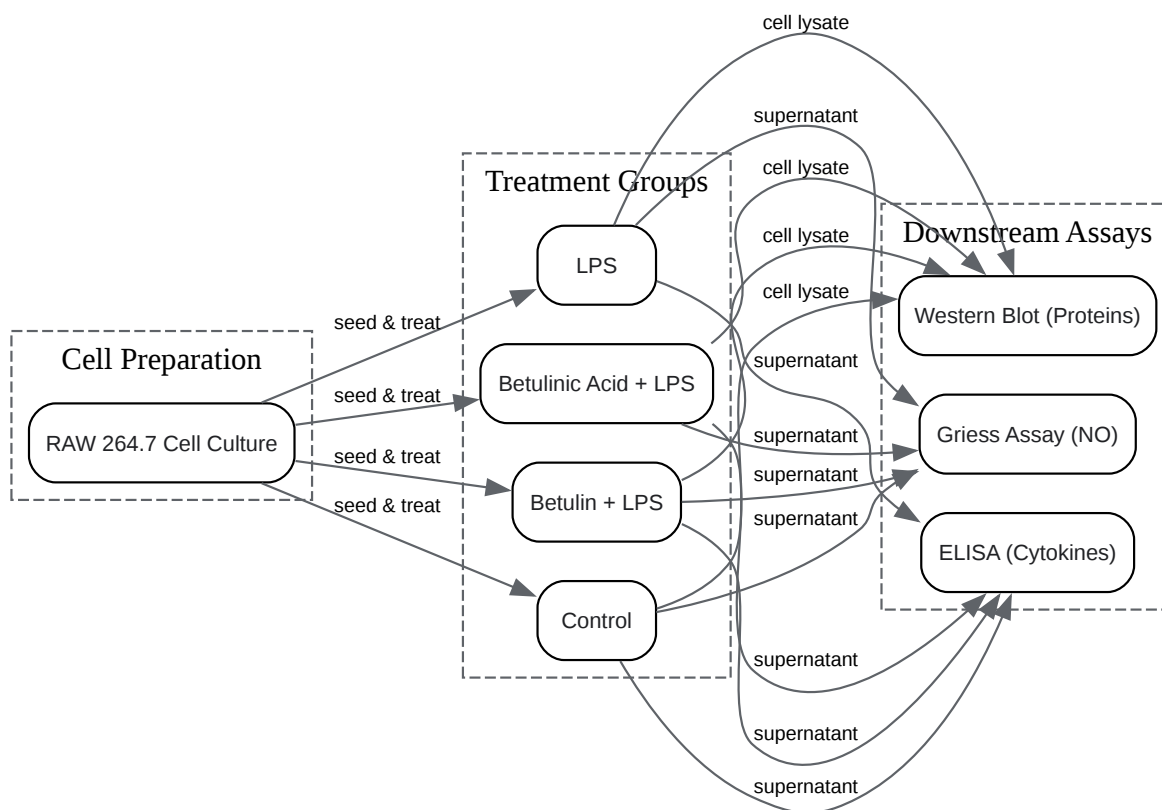 Cell Preparation
RAW 264.7 Cell Culture
seed & treat
seed & treat
seed & treat
seed & treat
Treatment Groups
LPS
Betulinic Acid + LPS
Betulin + LPS
Control
cell lysate
supernatant
cell lysate
cell lysate
cell lysate
supernatant
supernatant
supernatant
supernatant
supernatant
supernatant
supernatant
Downstream Assays
Western Blot (Proteins)
Griess Assay (NO)
ELISA (Cytokines)